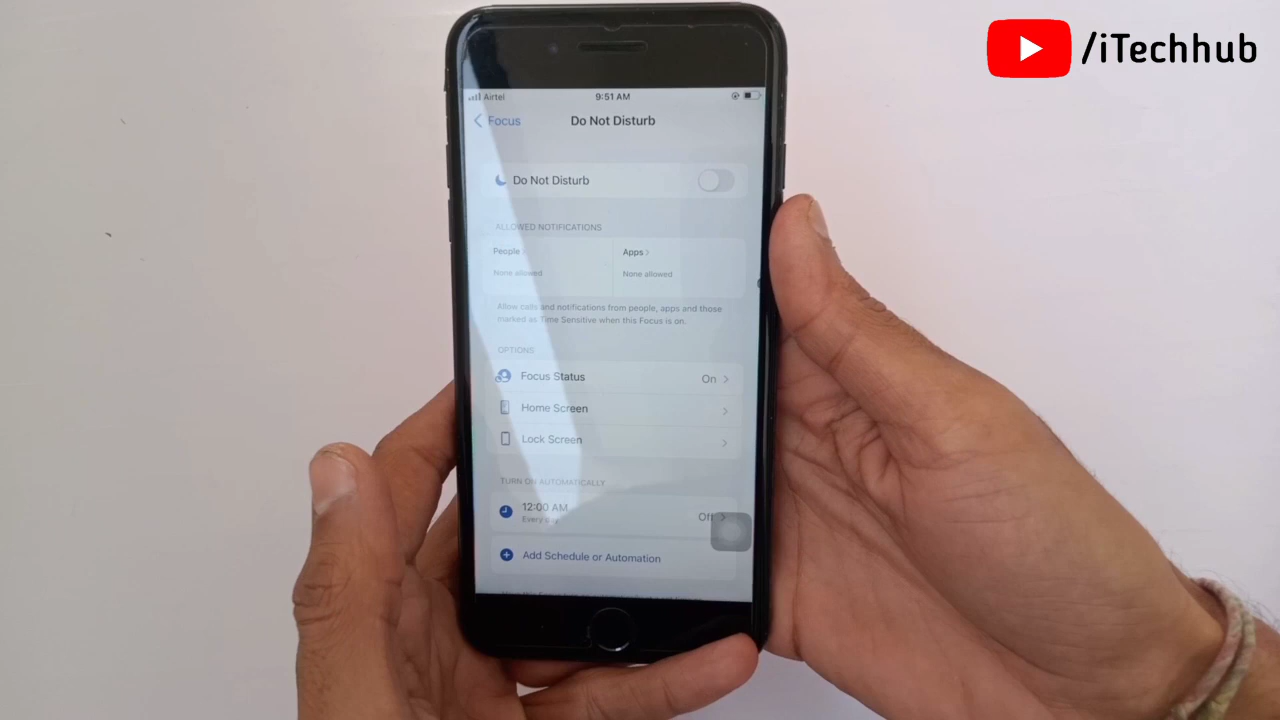 /iTechhub
Airtel
9:51 AM
Focus
Do Not Disturb
Do Not Disturb
ALLOWED NOTIFICATIONS
People
Apps
None allowed
None allowed
Allow calls and notifications from people, apps and those
marked as Time Sensitive when this Focus is on.
OPTIONS
Focus Status
On
Home Screen
Lock Screen
TURN ON AUTOMATICALLY
12:00 AM
Every day
Off
Add Schedule or Automation